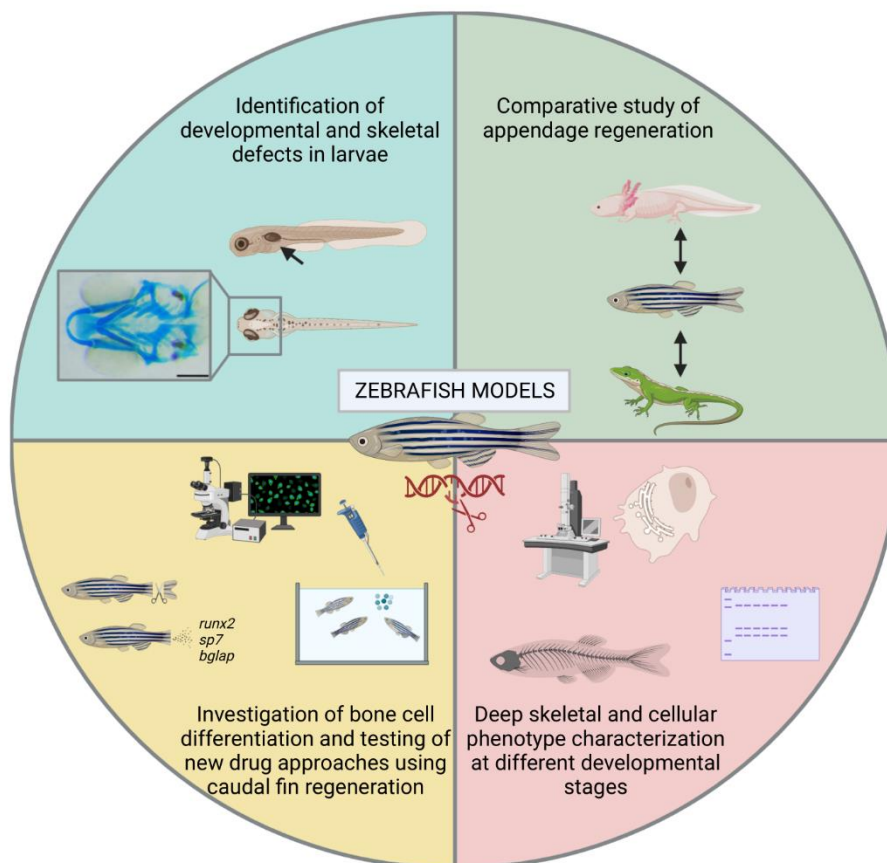 Identification of
developmental and skeletal
defects in larvae
Comparative study of
appendage regeneration
ZEBRAFISH MODELS
runx2
sp7
bglap
Investigation of bone cell
differentiation and testing of
new drug approaches using
caudal fin regeneration
Deep skeletal and cellular
phenotype characterization
at different developmental
stages